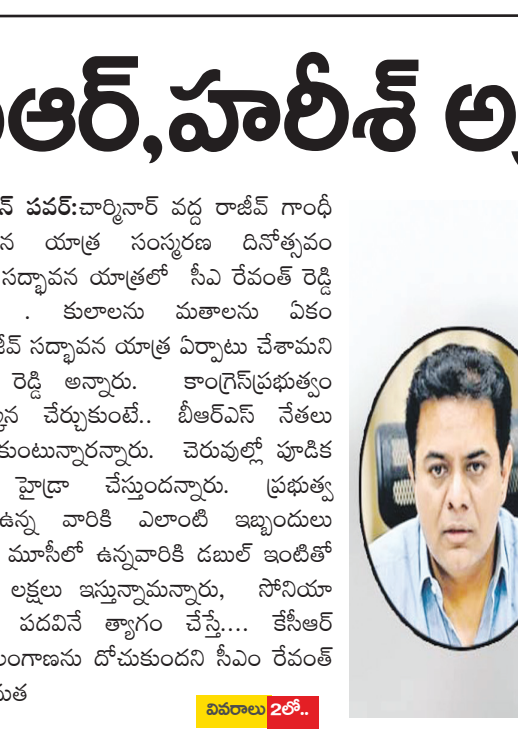 ఆర్,హరీశ్
పవర్:చార్మినార్ వద్ద రాజీవ్ గాంధీ
న యాత్ర సంస్మరణ దినోత్సవం
సద్భావన యాత్రలో సీఎ రేవంత్ రెడ్డి
. కులాలను మతాలను ఏకం
సద్భావన యాత్ర ఏర్పాటు చేశామని
రెడ్డి అన్నారు. కాంగ్రెస్‌ప్రభుత్వం
చేర్చుకుంటే.. బీఆర్ఎస్ నేతలు
కుంటున్నారన్నారు. చెరువుల్లో పూడిక
హైడ్రా చేస్తుందన్నారు. ప్రభుత్వ
ఉన్న వారికి ఎలాంటి ఇబ్బందులు
మూసీలో ఉన్నవారికి డబుల్ ఇంటితో
లక్షలు ఇస్తున్నామన్నారు, సోనియా
పదవినే త్యాగం చేస్తే.... కేసీఆర్
లంగాణను దోచుకుందని సీఎం రేవంత్
వివరాలు 2లో..